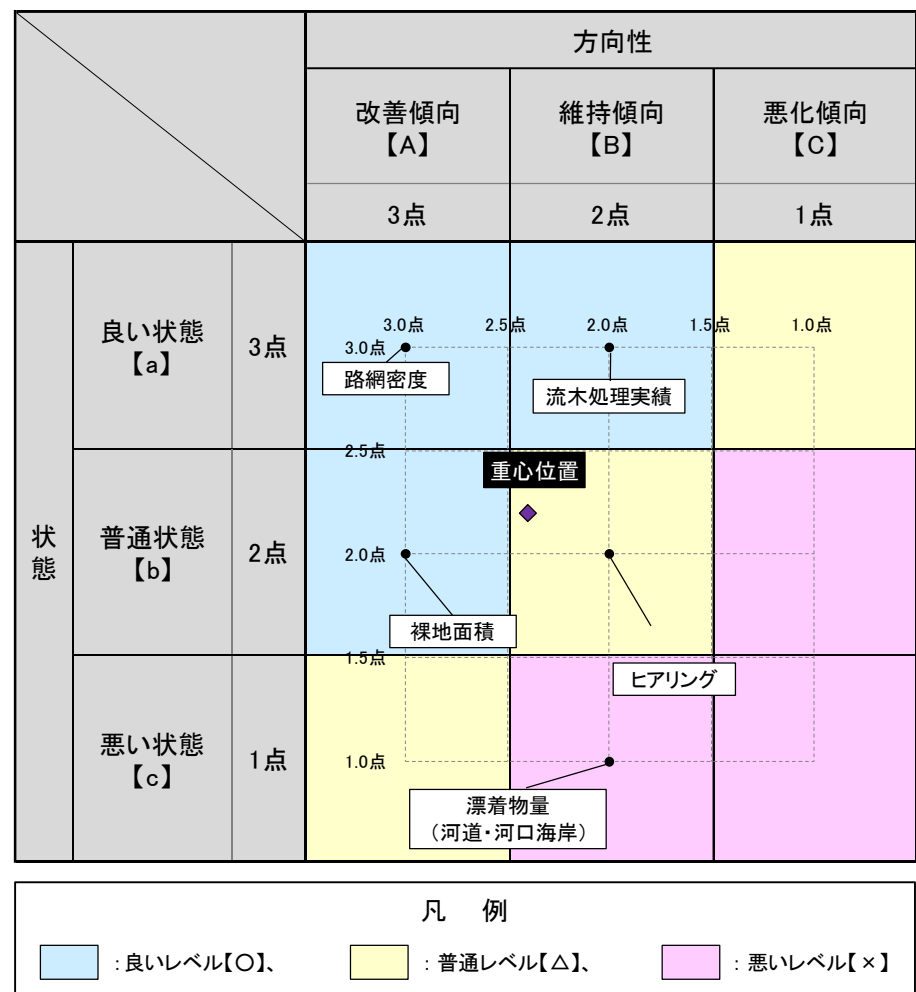 方向性
改善傾向
【A】
維持傾向
【B】
悪化傾向
【C】
3点
2点
1点
状態
良い状態
【a】
3点
3.0点
2.5点
2.0点
1.5点
1.0点
3.0点
路網密度
流木処理実績
2.5点
重心位置
普通状態
【b】
2点
2.0点
裸地面積
1.5点
ヒアリング
悪い状態
【c】
1点
1.0点
漂着物量
（河道・河口海岸）
凡 例
：良いレベル【○】、
：普通レベル【△】、
：悪いレベル【×】